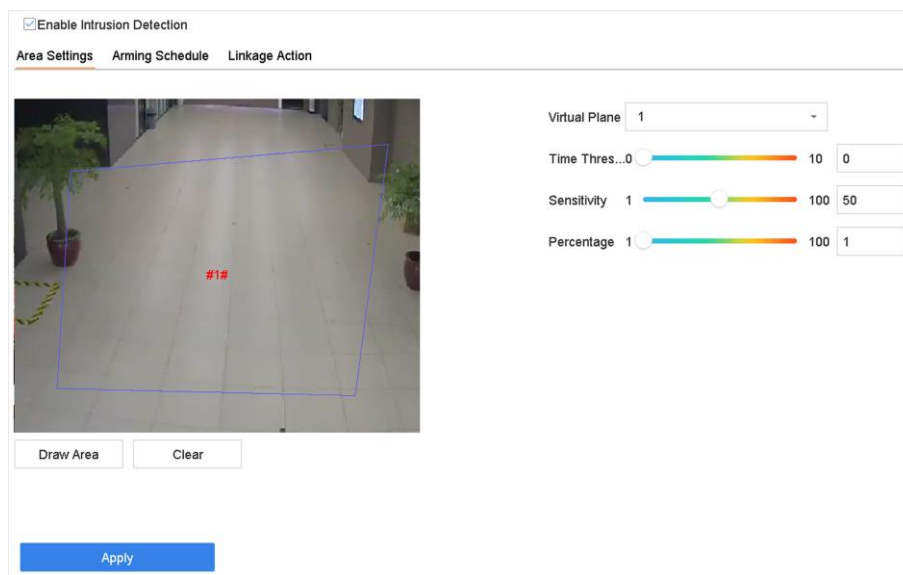 Enable Intrusion Detection
Area Settings Arming Schedule Linkage Action
Virtual Plane 1
Time Thres...0 10 0
Sensitivity 1 100 50
Percentage 1 100 1
#1#
Draw Area Clear
Apply